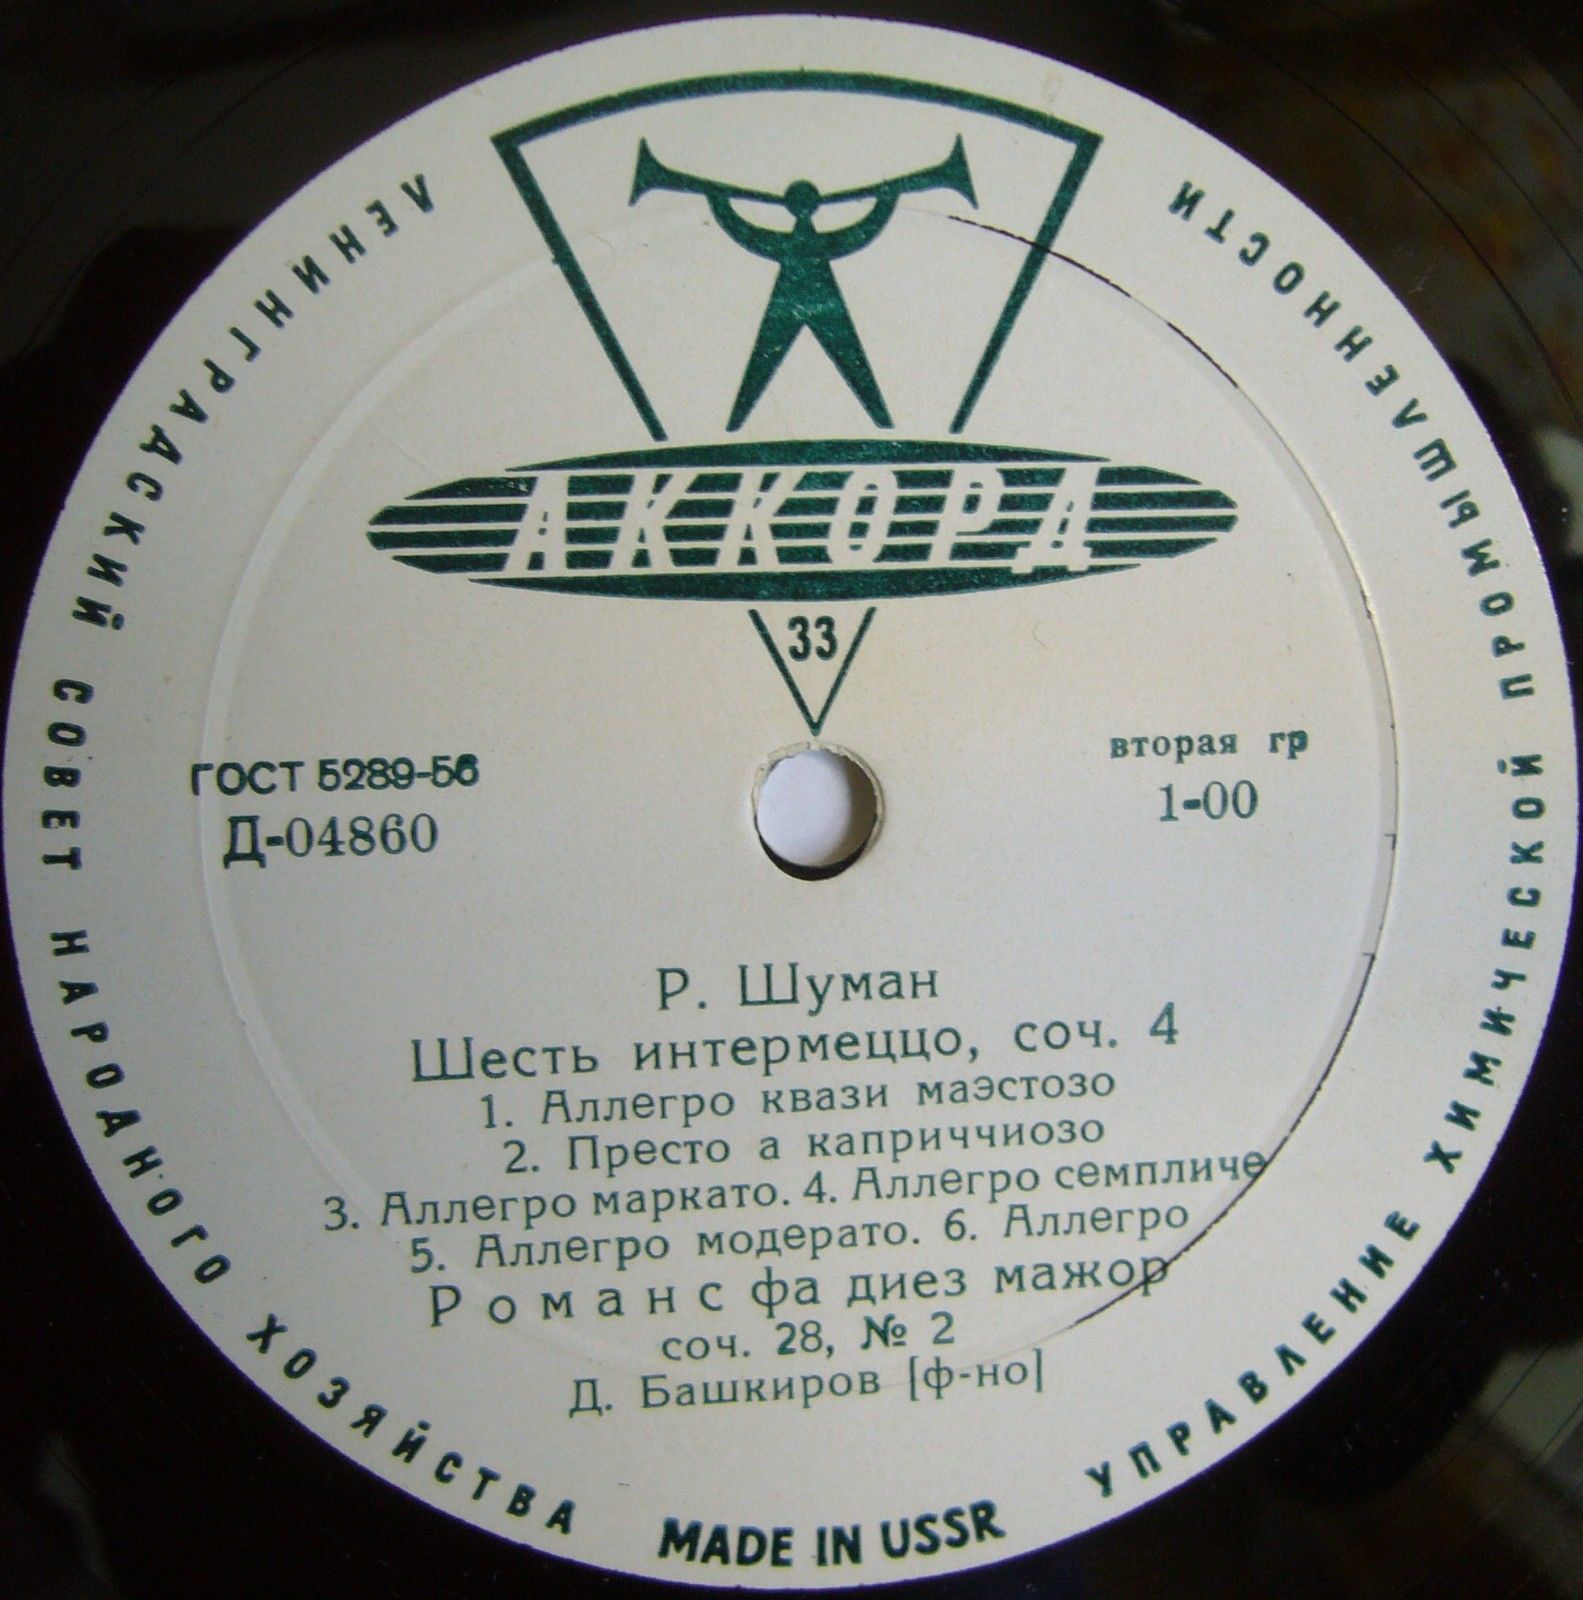 ЛЕНИНГРАДСКИЙ СОВЕТ НАРОДНОГО ХОЗЯЙСТВА
УПРАВЛЕНИЕ ХИМИЧЕСКОЙ ПРОМЫШЛЕННОСТИ
АККОРД
33
ГОСТ 5289-56
Д-04860
вторая гр
1-00
Р. Шуман
Шесть интермеццо, соч. 4
1. Аллегро квази маэстозо
2. Престо а каприччиозо
3. Аллегро маркато. 4. Аллегро семпличе
5. Аллегро модерато. 6. Аллегро
Романс фа диез мажор
соч. 28, № 2
Д. Башкиров [ф-но]
MADE IN USSR